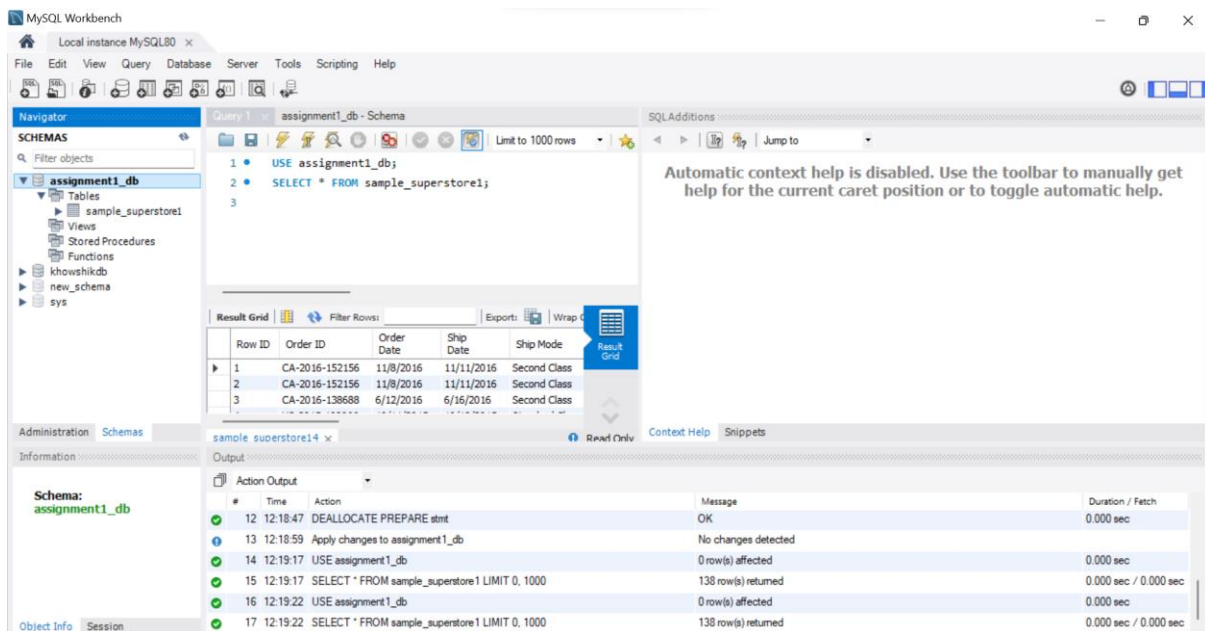 MySQL Workbench
Local instance MySQL80 ×
File Edit View Query Database Server Tools Scripting Help
Navigator
SCHEMAS
Filter objects
assignment1_db
Tables
sample_superstore1
Views
Stored Procedures
Functions
khowshikdb
new_schema
sys
Administration Schemas
Information
Schema:
assignment1_db
Object Info Session
Query 1 × assignment1_db - Schema
Limit to 1000 rows
1 USE assignment1_db;
2 SELECT * FROM sample_superstore1;
3
Result Grid Filter Rows: Export: Wrap
Row ID Order ID Order Date Ship Date Ship Mode
1 CA-2016-152156 11/8/2016 11/11/2016 Second Class
2 CA-2016-152156 11/8/2016 11/11/2016 Second Class
3 CA-2016-138688 6/12/2016 6/16/2016 Second Class
Result
Grid
sample_superstore14 × Read Only
SQLAdditions
Jump to
Automatic context help is disabled. Use the toolbar to manually get
help for the current caret position or to toggle automatic help.
Context Help Snippets
Output
Action Output
# Time Action Message Duration / Fetch
12 12:18:47 DEALLOCATE PREPARE stmt OK 0.000 sec
13 12:18:59 Apply changes to assignment1_db No changes detected
14 12:19:17 USE assignment1_db 0 row(s) affected 0.000 sec
15 12:19:17 SELECT * FROM sample_superstore1 LIMIT 0, 1000 138 row(s) returned 0.000 sec / 0.000 sec
16 12:19:22 USE assignment1_db 0 row(s) affected 0.000 sec
17 12:19:22 SELECT * FROM sample_superstore1 LIMIT 0, 1000 138 row(s) returned 0.000 sec / 0.000 sec